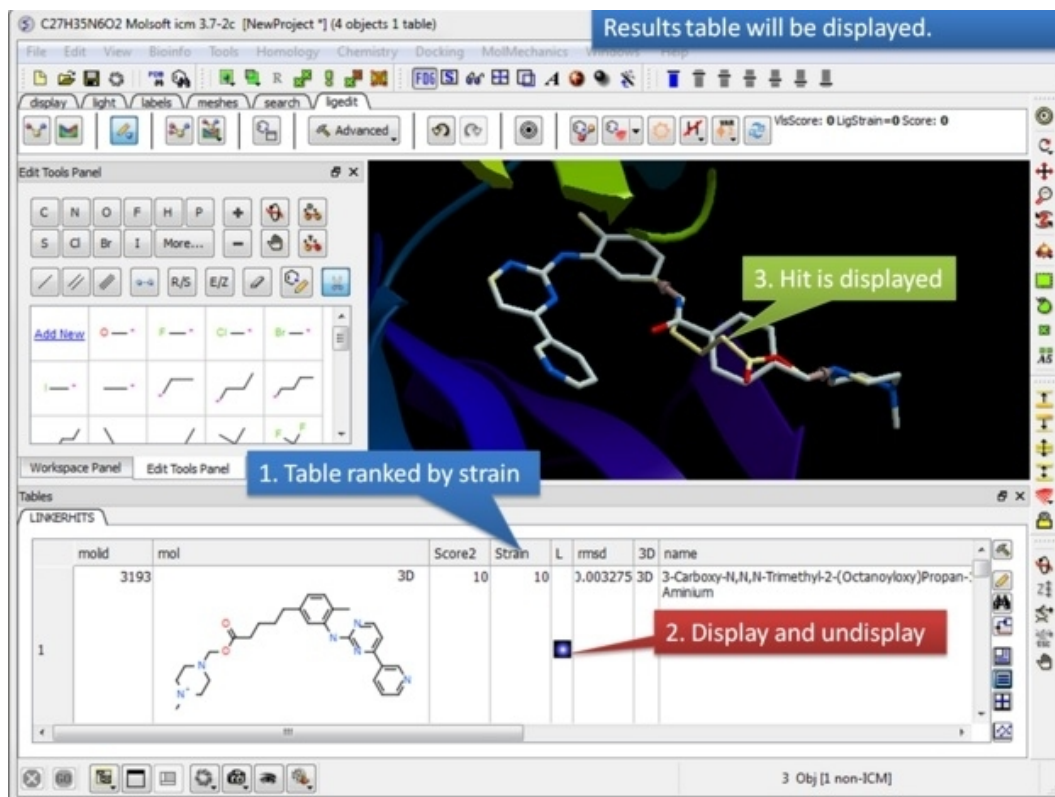 C27H35N6O2 Molsoft icm 3.7-2c [NewProject *] (4 objects 1 table)
Results table will be displayed.
File Edit View Bioinfo Tools Homology Chemistry Docking MolMechanics Windows Help
R FOG S A
display light labels meshes search ligedit
Advanced
VlsScore: 0 LigStrain=0 Score: 0
Edit Tools Panel
C N O F H P + 
S Cl Br I More... −
R/S E/Z
Add New O F Cl Br
I
F F
3. Hit is displayed
A5
Workspace Panel Edit Tools Panel
1. Table ranked by strain
Tables
LINKERHITS
molid mol Score2 Strain L rmsd 3D name
3193 3D 10 10 0.003275 3D 3-Carboxy-N,N,N-Trimethyl-2-(Octanoyloxy)Propan-
Aminium
2. Display and undisplay
1
O O N N+ N N N N
GO
3 Obj [1 non-ICM]